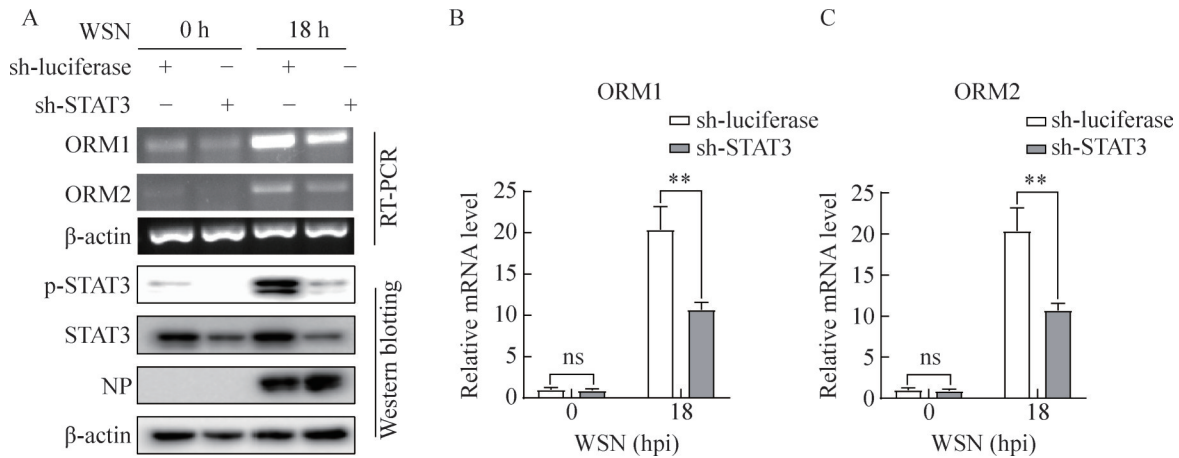 A
WSN 0 h 18 h
sh-luciferase + − + −
sh-STAT3 − + − +
ORM1
ORM2
β-actin
RT-PCR
p-STAT3
STAT3
NP
β-actin
Western blotting
B
ORM1
sh-luciferase
sh-STAT3
Relative mRNA level
25
20
15
10
5
0
ns
**
0 18
WSN (hpi)
C
ORM2
sh-luciferase
sh-STAT3
Relative mRNA level
25
20
15
10
5
0
ns
**
0 18
WSN (hpi)